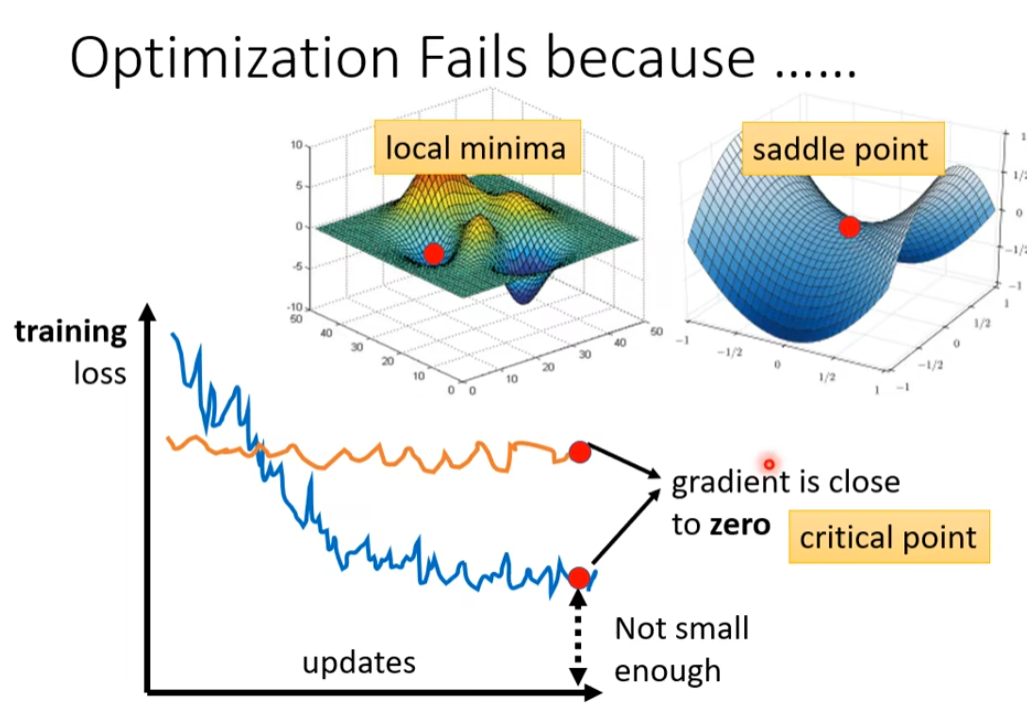 Optimization Fails because ……
local minima
saddle point
10
5
0
-5
-10
50
40
30
20
10
0
0
10
20
30
40
50
1
1/2
0
−1/2
−1
−1
−1/2
0
1/2
1
−1
−1/2
0
1/2
1
training
loss
gradient is close
to zero
critical point
Not small
enough
updates